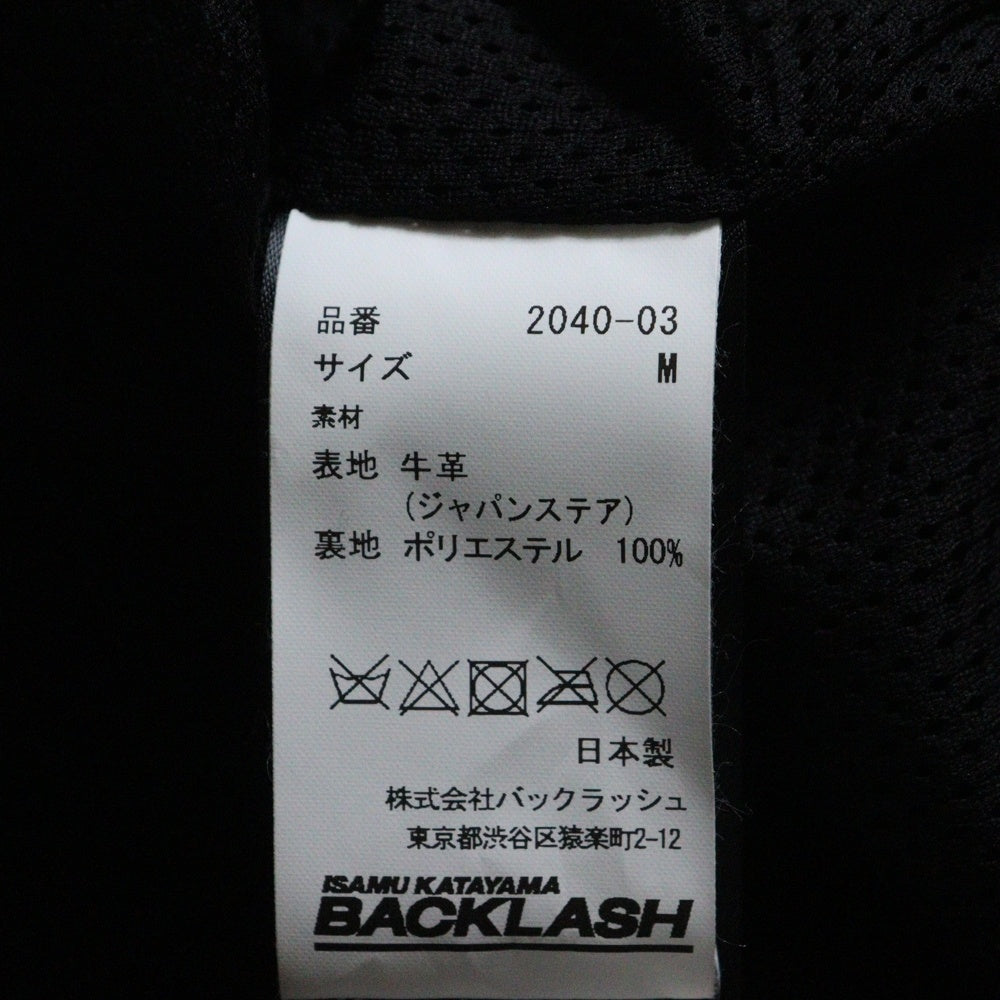 品番 2040-03
サイズ M
素材
表地 牛革
(ジャパンステア)
裏地 ポリエステル 100%
日本製
株式会社バックラッシュ
東京都渋谷区猿楽町2-12
ISAMU KATAYAMA
BACKLASH